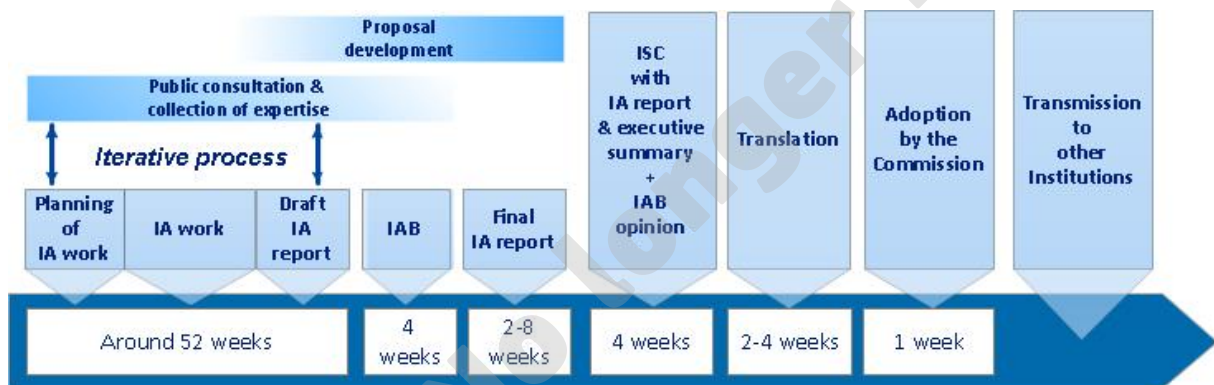 Proposal
development
Public consultation &
collection of expertise
Iterative process
Planning
of
IA work
IA work
Draft
IA
report
IAB
Final
IA report
ISC
with
IA report
& executive
summary
+
IAB
opinion
Translation
Adoption
by the
Commission
Transmission
to
other
Institutions
Around 52 weeks
4
weeks
2-8
weeks
4 weeks
2-4 weeks
1 week
No longer